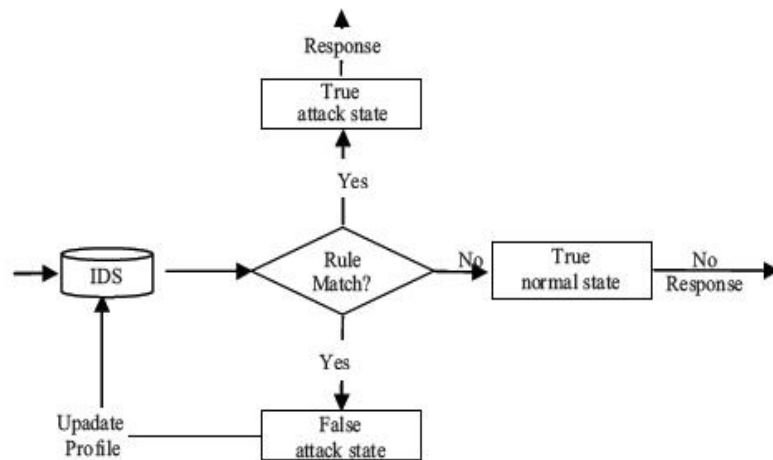 Response
True
attack state
Yes
IDS
Rule
Match?
No
True
normal state
No
Response
Yes
Upadate
Profile
False
attack state